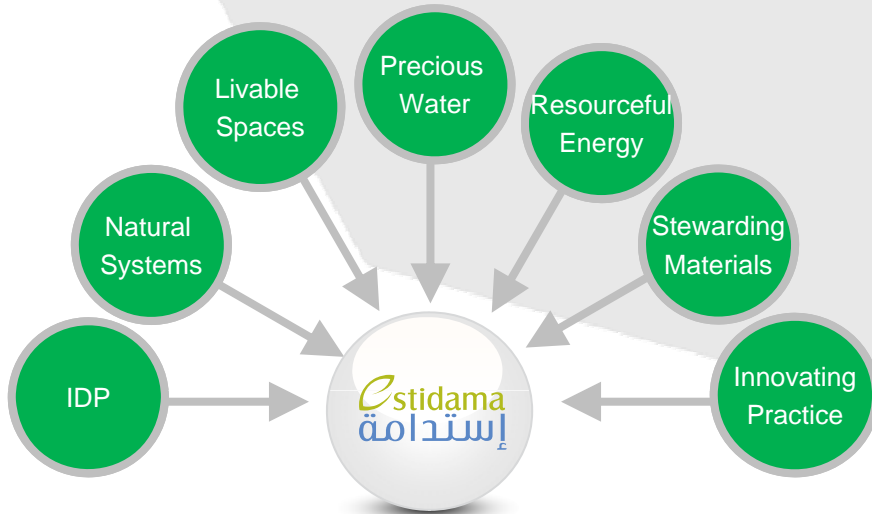 Precious
Water
Livable
Spaces
Resourceful
Energy
Natural
Systems
Stewarding
Materials
IDP
Innovating
Practice
estidama
إستدامة